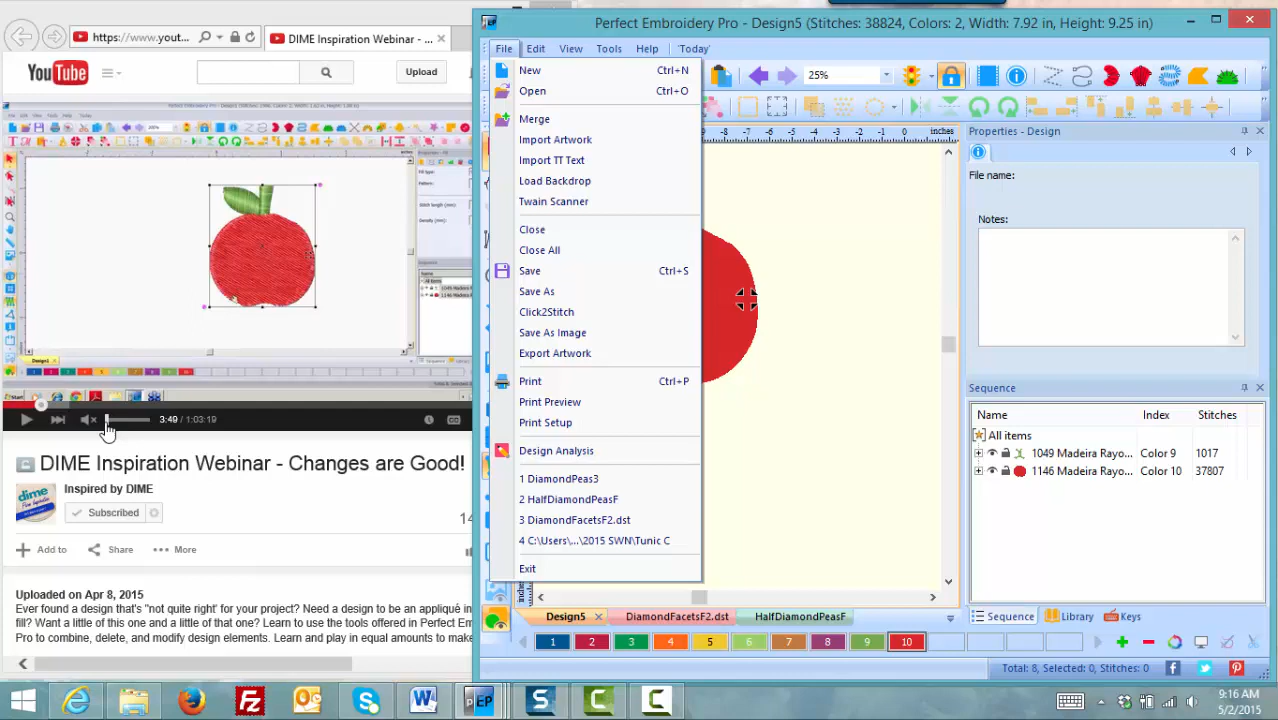 https://www.yout...
DIME Inspiration Webinar - ...
YouTube
Upload
3:49 / 1:03:19
DIME Inspiration Webinar - Changes are Good!
dime
Inspired by DIME
Subscribed
14
Add to
Share
More
Uploaded on Apr 8, 2015
Ever found a design that's "not quite right' for your project? Need a design to be an appliqué in
fill? Want a little of this one and a little of that one? Learn to use the tools offered in Perfect Em
Pro to combine, delete, and modify design elements. Learn and play in equal amounts to make
Perfect Embroidery Pro - Design5 (Stitches: 38824, Colors: 2, Width: 7.92 in, Height: 9.25 in)
File Edit View Tools Help 'Today'
New Ctrl+N
Open Ctrl+O
Merge
Import Artwork
Import TT Text
Load Backdrop
Twain Scanner
Close
Close All
Save Ctrl+S
Save As
Click2Stitch
Save As Image
Export Artwork
Print Ctrl+P
Print Preview
Print Setup
Design Analysis
1 DiamondPeas3
2 HalfDiamondPeasF
3 DiamondFacetsF2.dst
4 C:\Users\...\2015 SWN\Tunic C
Exit
25%
-7 -6 -5 -4 -3 -2 -1 0 inches
Properties - Design
File name:
Notes:
Sequence
Name Index Stitches
All items
1049 Madeira Rayo... Color 9 1017
1146 Madeira Rayo... Color 10 37807
Design5 DiamondFacetsF2.dst HalfDiamondPeasF
Sequence Library Keys
1 2 3 4 5 6 7 8 9 10
Total: 8, Selected: 0, Stitches: 0
9:16 AM
5/2/2015